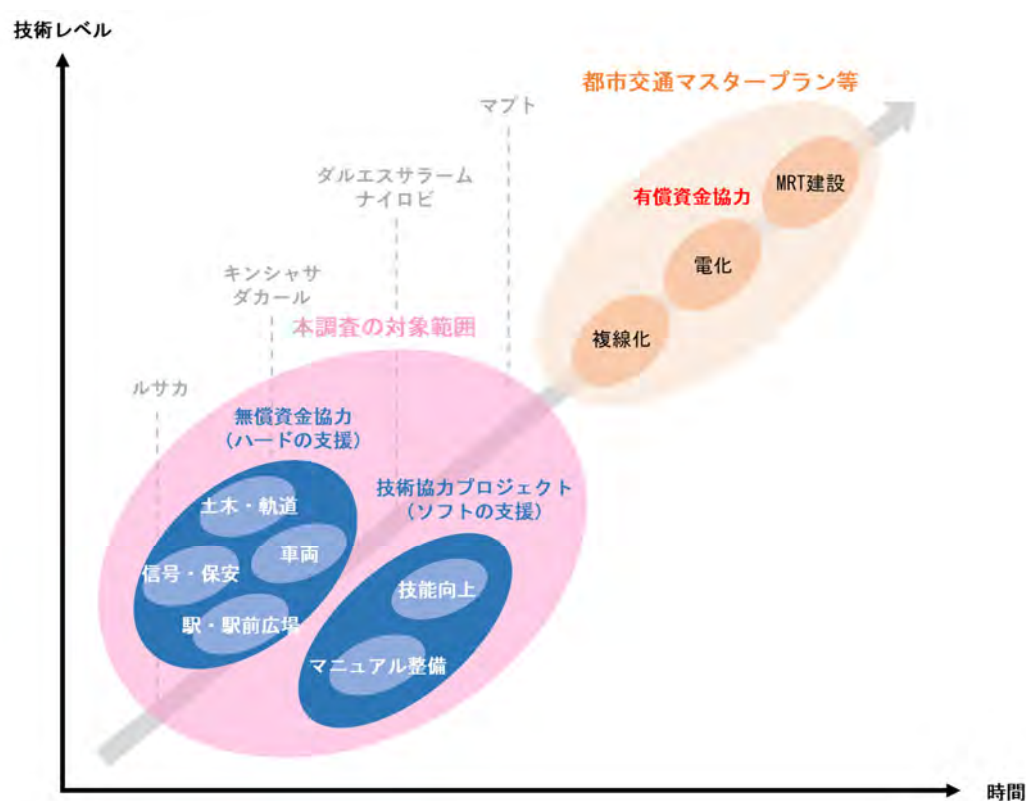 技術レベル
都市交通マスタープラン等
マプト
ダルエスサラーム
ナイロビ
MRT建設
有償資金協力
電化
キンシャサ
ダカール
本調査の対象範囲
複線化
ルサカ
無償資金協力
(ハードの支援)
技術協力プロジェクト
(ソフトの支援)
土木・軌道
車両
信号・保安
技能向上
駅・駅前広場
マニュアル整備
時間